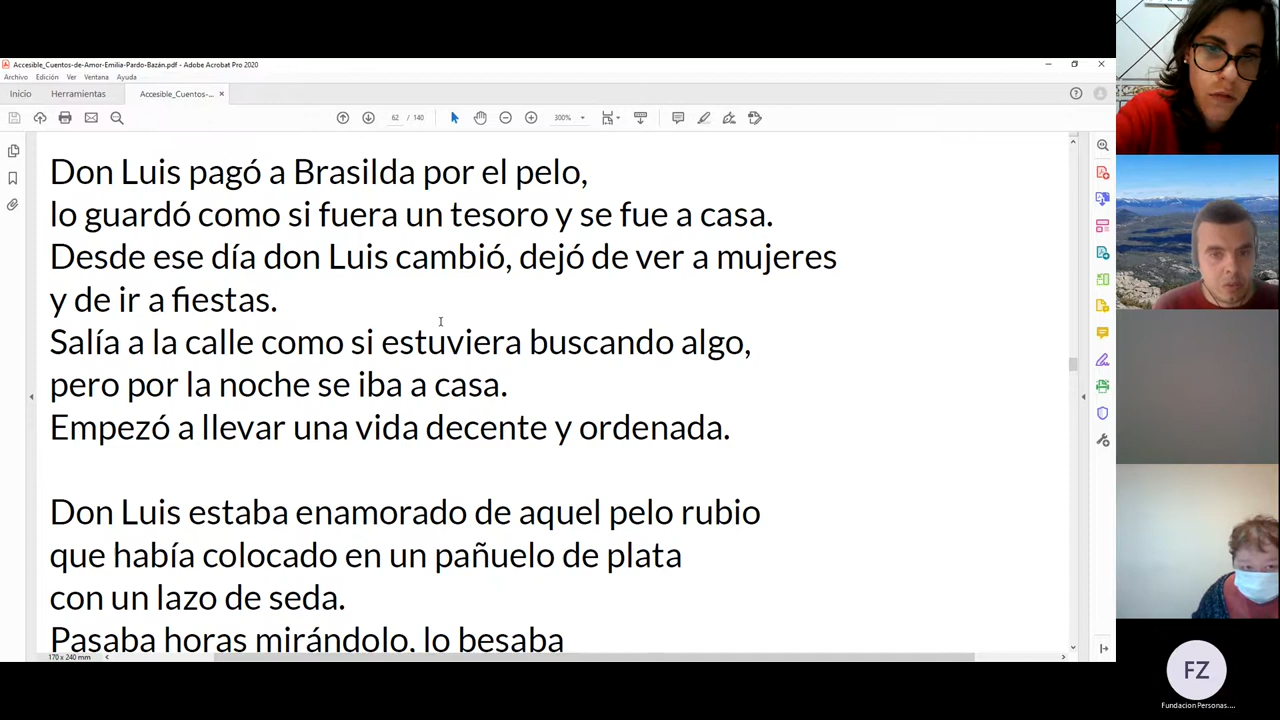 Accesible_Cuentos-de-Amor-Emilia-Pardo-Bazán.pdf - Adobe Acrobat Pro 2020
Archivo Edición Ver Ventana Ayuda
Inicio Herramientas Accesible_Cuentos-... ×
62 / 140 300%
Don Luis pagó a Brasilda por el pelo,
lo guardó como si fuera un tesoro y se fue a casa.
Desde ese día don Luis cambió, dejó de ver a mujeres
y de ir a fiestas.
Salía a la calle como si estuviera buscando algo,
pero por la noche se iba a casa.
Empezó a llevar una vida decente y ordenada.
Don Luis estaba enamorado de aquel pelo rubio
que había colocado en un pañuelo de plata
con un lazo de seda.
Pasaba horas mirándolo, lo besaba
170 x 240 mm
FZ
Fundacion Personas....